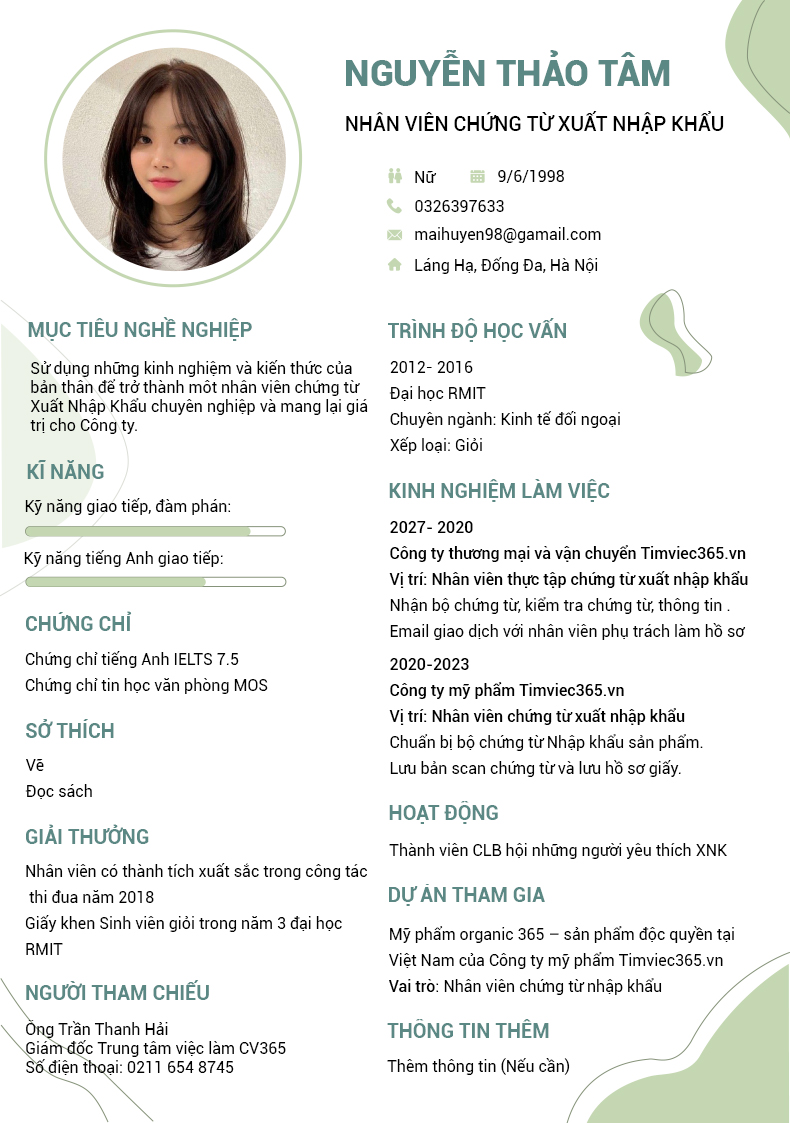 NGUYỄN THẢO TÂM
NHÂN VIÊN CHỨNG TỪ XUẤT NHẬP KHẨU
Nữ 9/6/1998
0326397633
maihuyen98@gamail.com
Láng Hạ, Đống Đa, Hà Nội
MỤC TIÊU NGHỀ NGHIỆP
Sử dụng những kinh nghiệm và kiến thức của
bản thân để trở thành một nhân viên chứng từ
Xuất Nhập Khẩu chuyên nghiệp và mang lại giá
trị cho Công ty.
KĨ NĂNG
Kỹ năng giao tiếp, đàm phán:
Kỹ năng tiếng Anh giao tiếp:
CHỨNG CHỈ
Chứng chỉ tiếng Anh IELTS 7.5
Chứng chỉ tin học văn phòng MOS
SỞ THÍCH
Vẽ
Đọc sách
GIẢI THƯỞNG
Nhân viên có thành tích xuất sắc trong công tác
thi đua năm 2018
Giấy khen Sinh viên giỏi trong năm 3 đại học
RMIT
NGƯỜI THAM CHIẾU
Ông Trần Thanh Hải
Giám đốc Trung tâm việc làm CV365
Số điện thoại: 0211 654 8745
TRÌNH ĐỘ HỌC VẤN
2012- 2016
Đại học RMIT
Chuyên ngành: Kinh tế đối ngoại
Xếp loại: Giỏi
KINH NGHIỆM LÀM VIỆC
2027- 2020
Công ty thương mại và vận chuyển Timviec365.vn
Vị trí: Nhân viên thực tập chứng từ xuất nhập khẩu
Nhận bộ chứng từ, kiểm tra chứng từ, thông tin .
Email giao dịch với nhân viên phụ trách làm hồ sơ
2020-2023
Công ty mỹ phẩm Timviec365.vn
Vị trí: Nhân viên chứng từ xuất nhập khẩu
Chuẩn bị bộ chứng từ Nhập khẩu sản phẩm.
Lưu bản scan chứng từ và lưu hồ sơ giấy.
HOẠT ĐỘNG
Thành viên CLB hội những người yêu thích XNK
DỰ ÁN THAM GIA
Mỹ phẩm organic 365 – sản phẩm độc quyền tại
Việt Nam của Công ty mỹ phẩm Timviec365.vn
Vai trò: Nhân viên chứng từ nhập khẩu
THÔNG TIN THÊM
Thêm thông tin (Nếu cần)